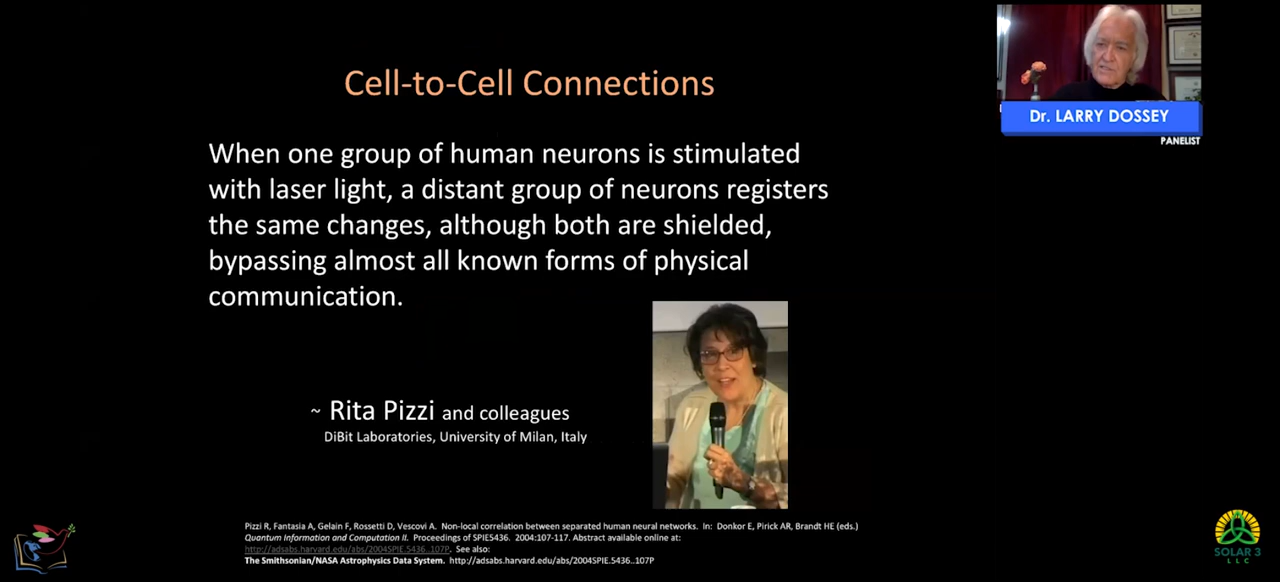 Cell-to-Cell Connections
Dr. LARRY DOSSEY
PANELIST
When one group of human neurons is stimulated
with laser light, a distant group of neurons registers
the same changes, although both are shielded,
bypassing almost all known forms of physical
communication.
~ Rita Pizzi and colleagues
DiBit Laboratories, University of Milan, Italy
Pizzi R, Fantasia A, Gelain F, Rossetti D, Vescovi A. Non-local correlation between separated human neural networks. In: Donkor E, Pirick AR, Brandt HE (eds.)
Quantum Information and Computation II. Proceedings of SPIE5436. 2004:107-117. Abstract available online at:
http://adsabs.harvard.edu/abs/2004SPIE.5436..107P. See also:
The Smithsonian/NASA Astrophysics Data System. http://adsabs.harvard.edu/abs/2004SPIE.5436..107P
SOLAR 3
LLC